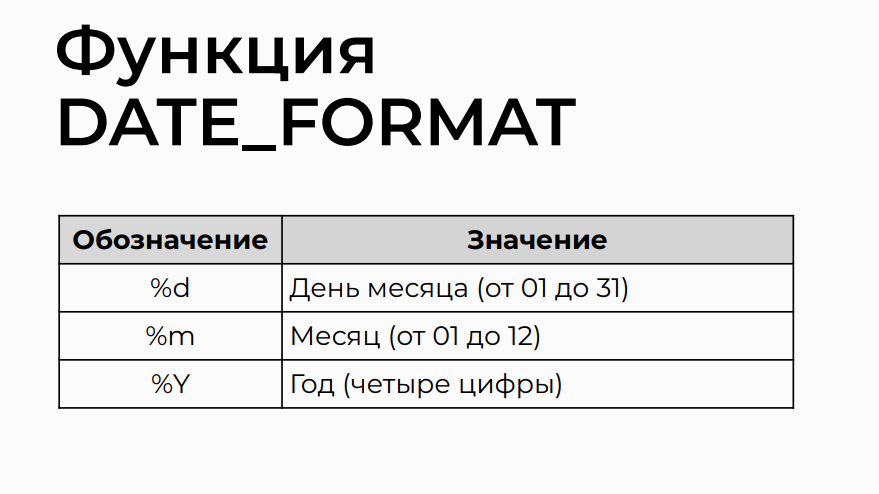 Функция
DATE_FORMAT
Обозначение Значение
%d День месяца (от 01 до 31)
%m Месяц (от 01 до 12)
%Y Год (четыре цифры)